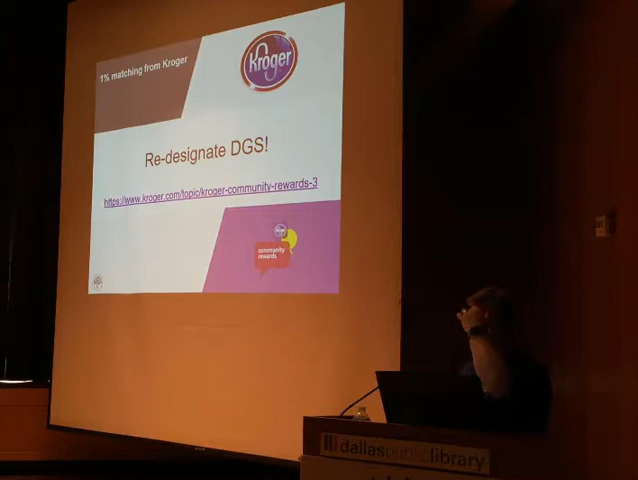 1% matching from Kroger
Kroger
Re-designate DGS!
https://www.kroger.com/topic/kroger-community-rewards-3
Kroger
community
rewards
dallaspubliclibrary